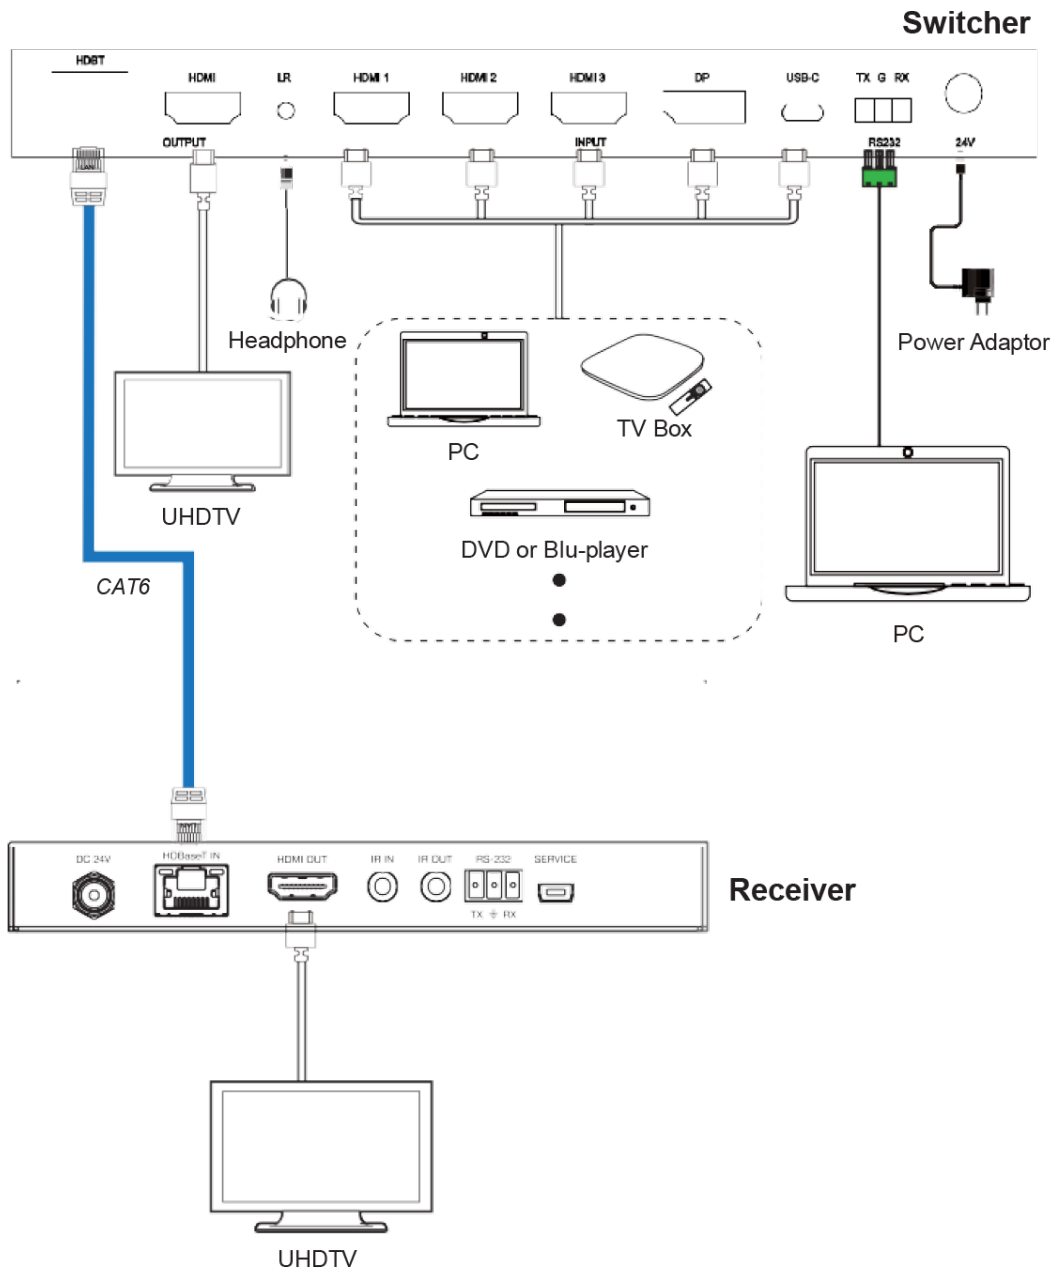 Switcher
HDBT
HDMI LR HDMI 1 HDMI 2 HDMI 3 DP USB-C TX G RX
OUTPUT INPUT RS232 24V
LAN
Headphone
Power Adaptor
PC
TV Box
UHDTV
DVD or Blu-player
CAT6
PC
DC 24V HDBaseT IN HDMI OUT IR IN IR OUT RS-232 SERVICE
Receiver
TX RX
UHDTV